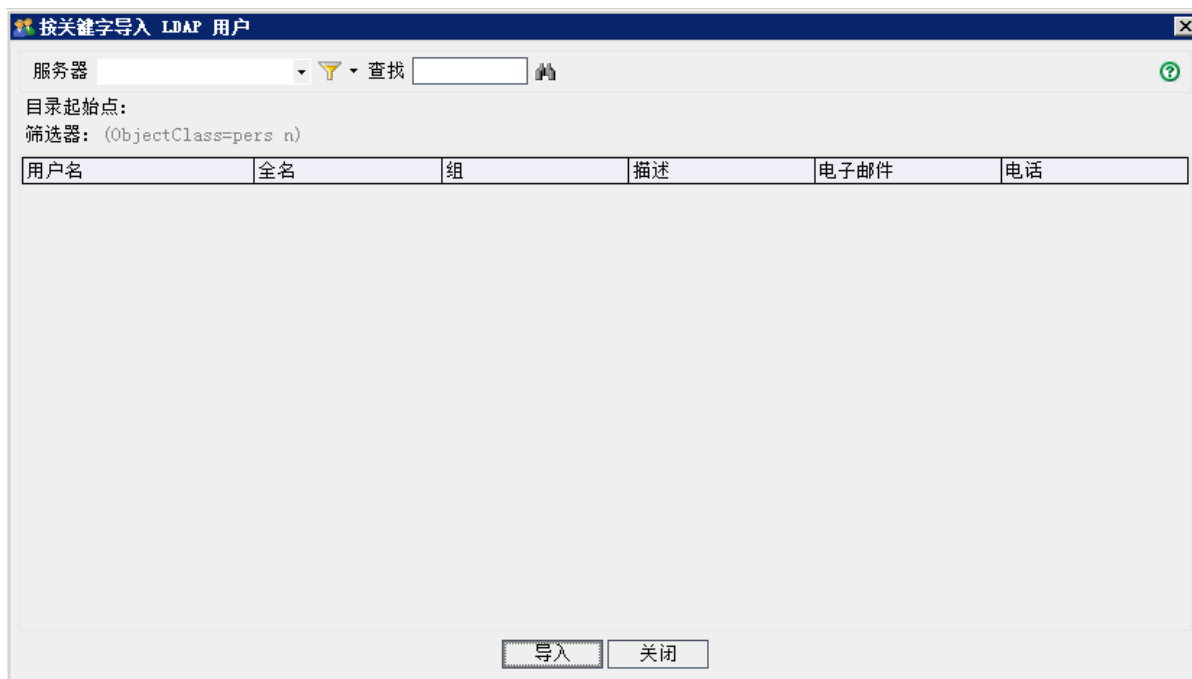 按关键字导入 LDAP 用户
服务器 查找
目录起始点:
筛选器: (ObjectClass=pers n)
用户名 全名 组 描述 电子邮件 电话
导入 关闭